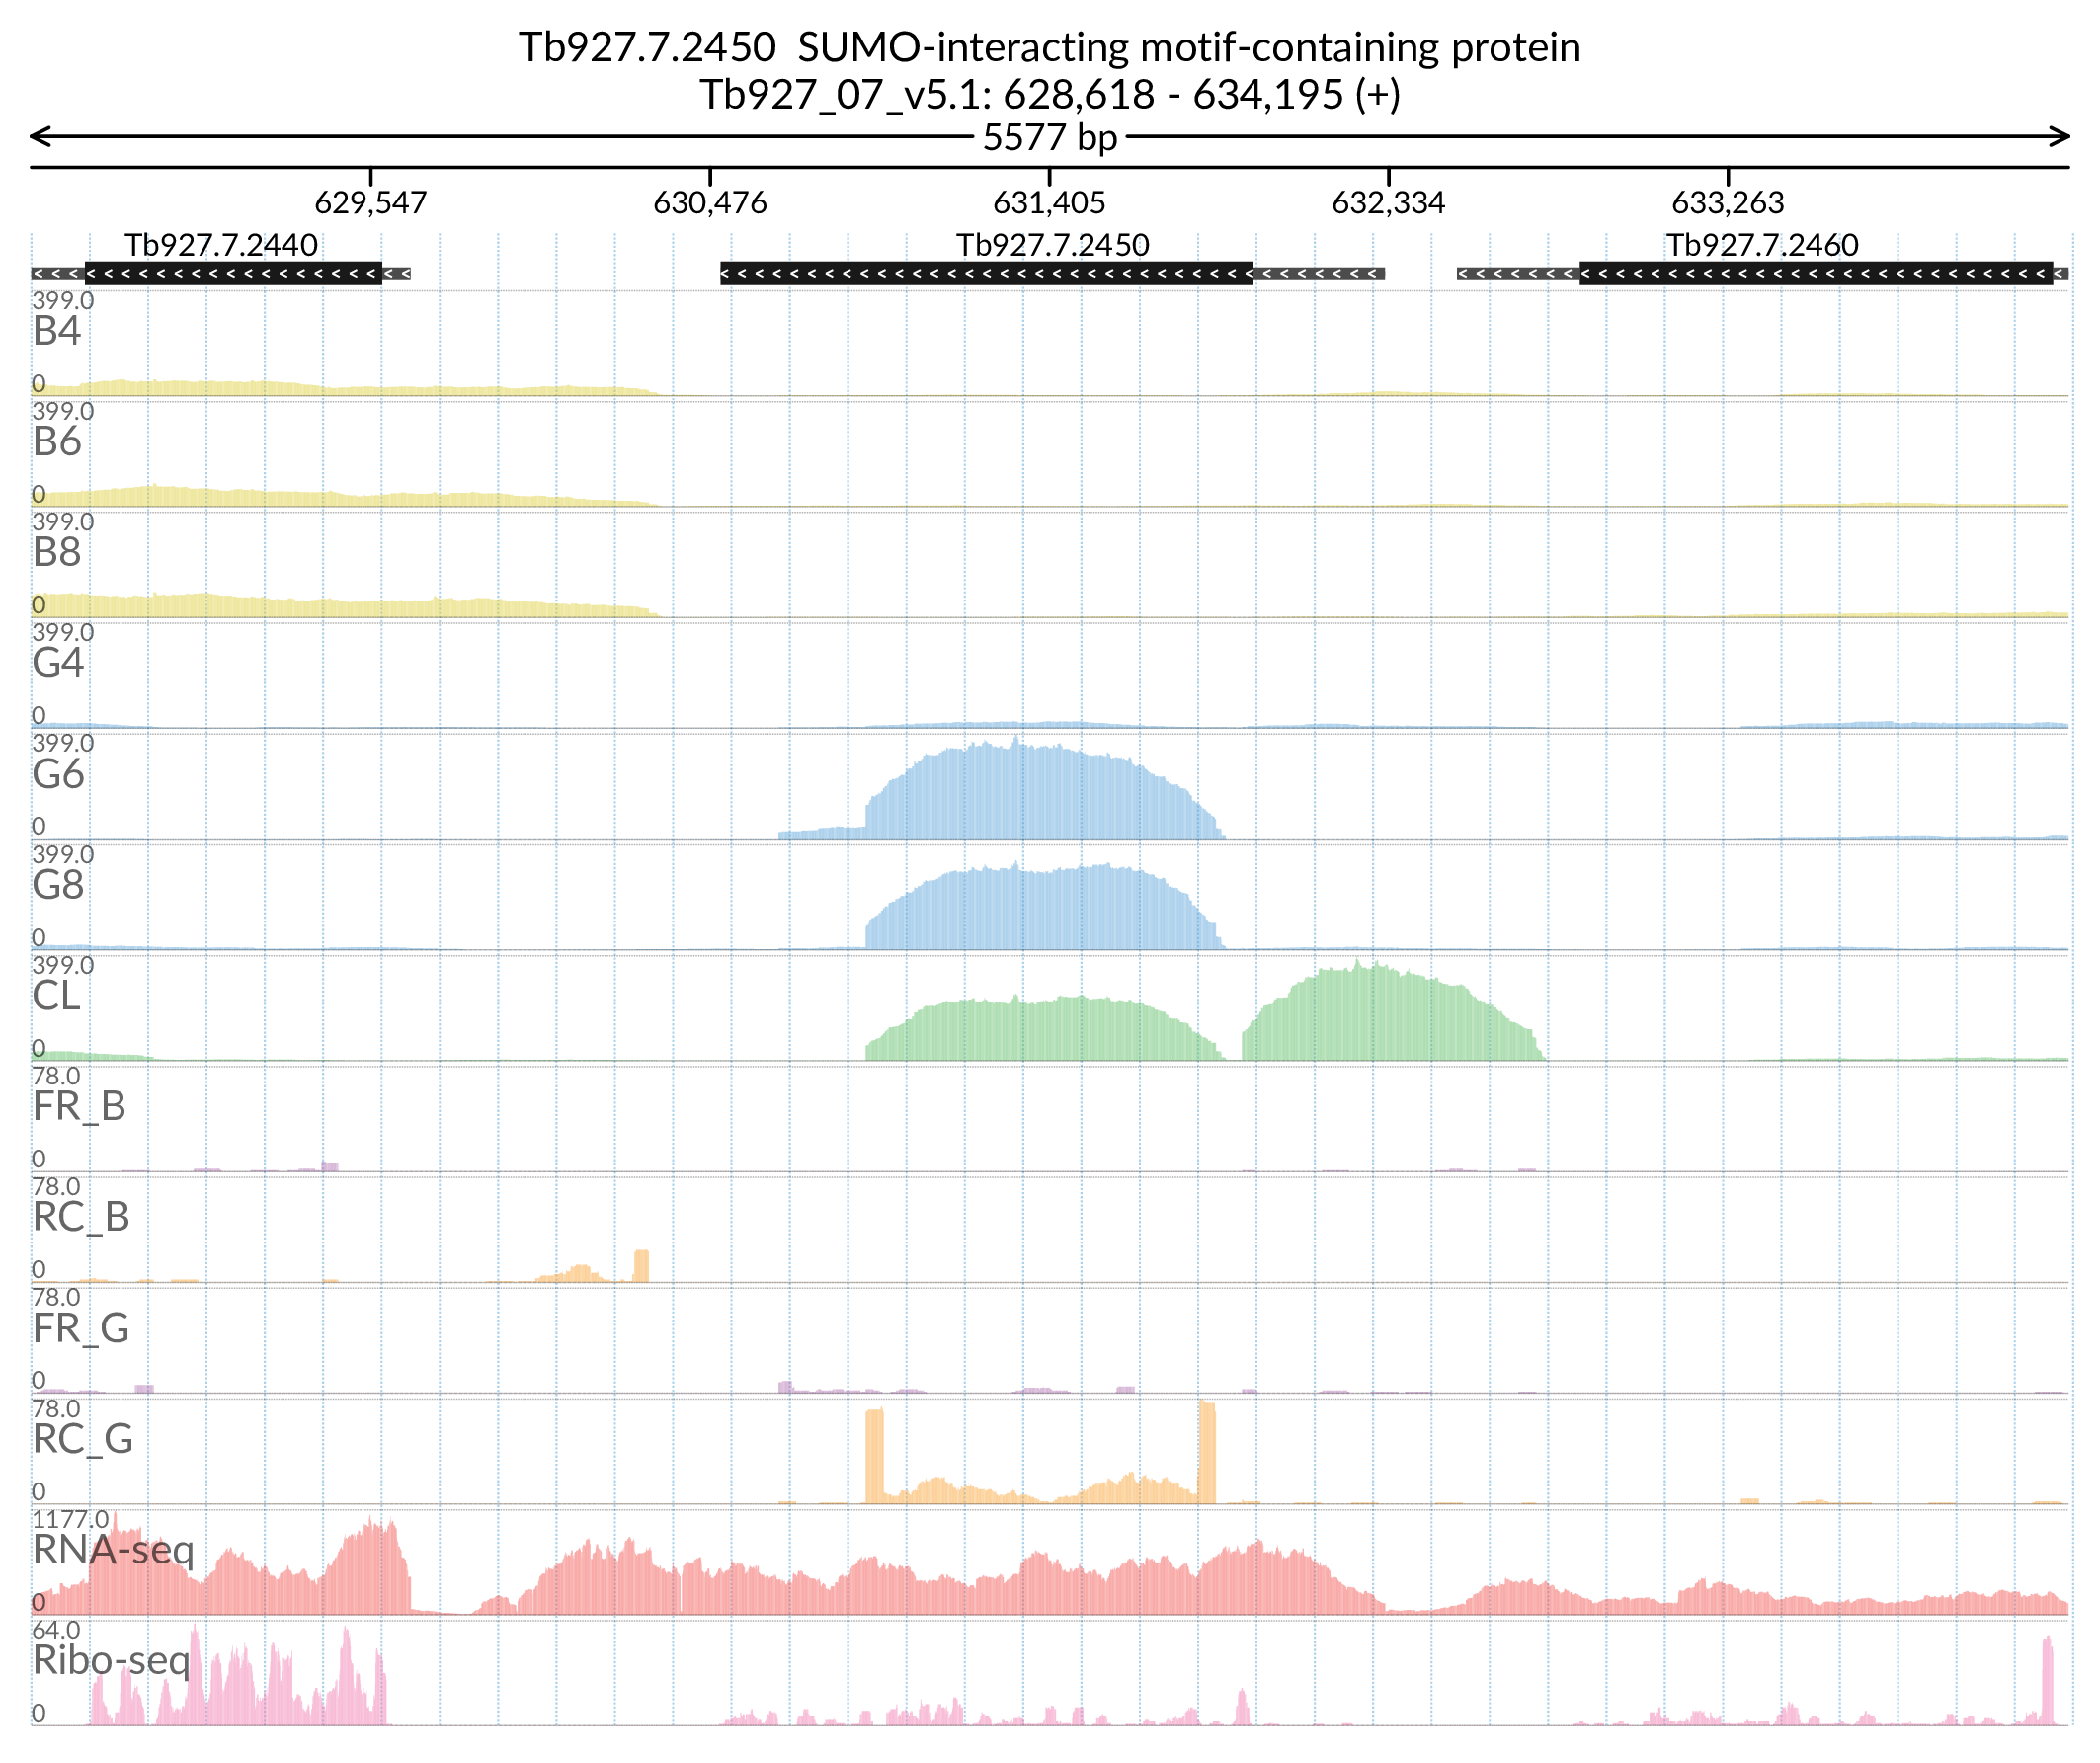 Tb927.7.2450 SUMO-interacting motif-containing protein
Tb927_07_v5.1: 628,618 - 634,195 (+)
5577 bp
629,547 630,476 631,405 632,334 633,263
Tb927.7.2440 Tb927.7.2450 Tb927.7.2460
399.0
B4
0
399.0
B6
0
399.0
B8
0
399.0
G4
0
399.0
G6
0
399.0
G8
0
399.0
CL
0
78.0
FR_B
0
78.0
RC_B
0
78.0
FR_G
0
78.0
RC_G
0
1177.0
RNA-seq
0
64.0
Ribo-seq
0